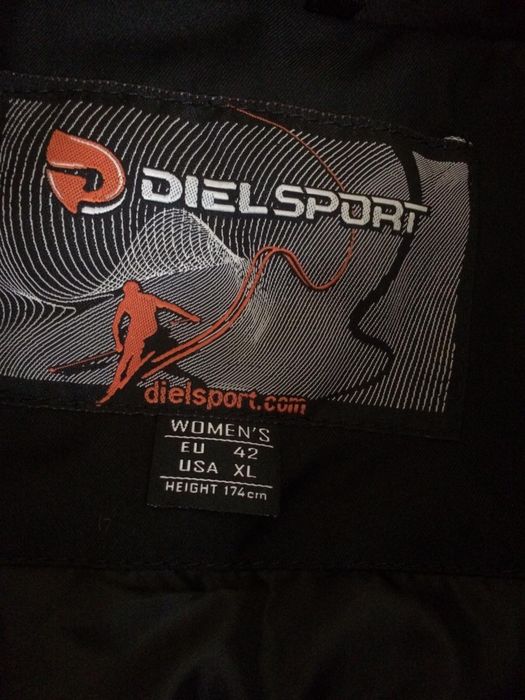 DIELSPORT
dielsport.com
WOMEN'S
EU 42
USA XL
HEIGHT 174cm